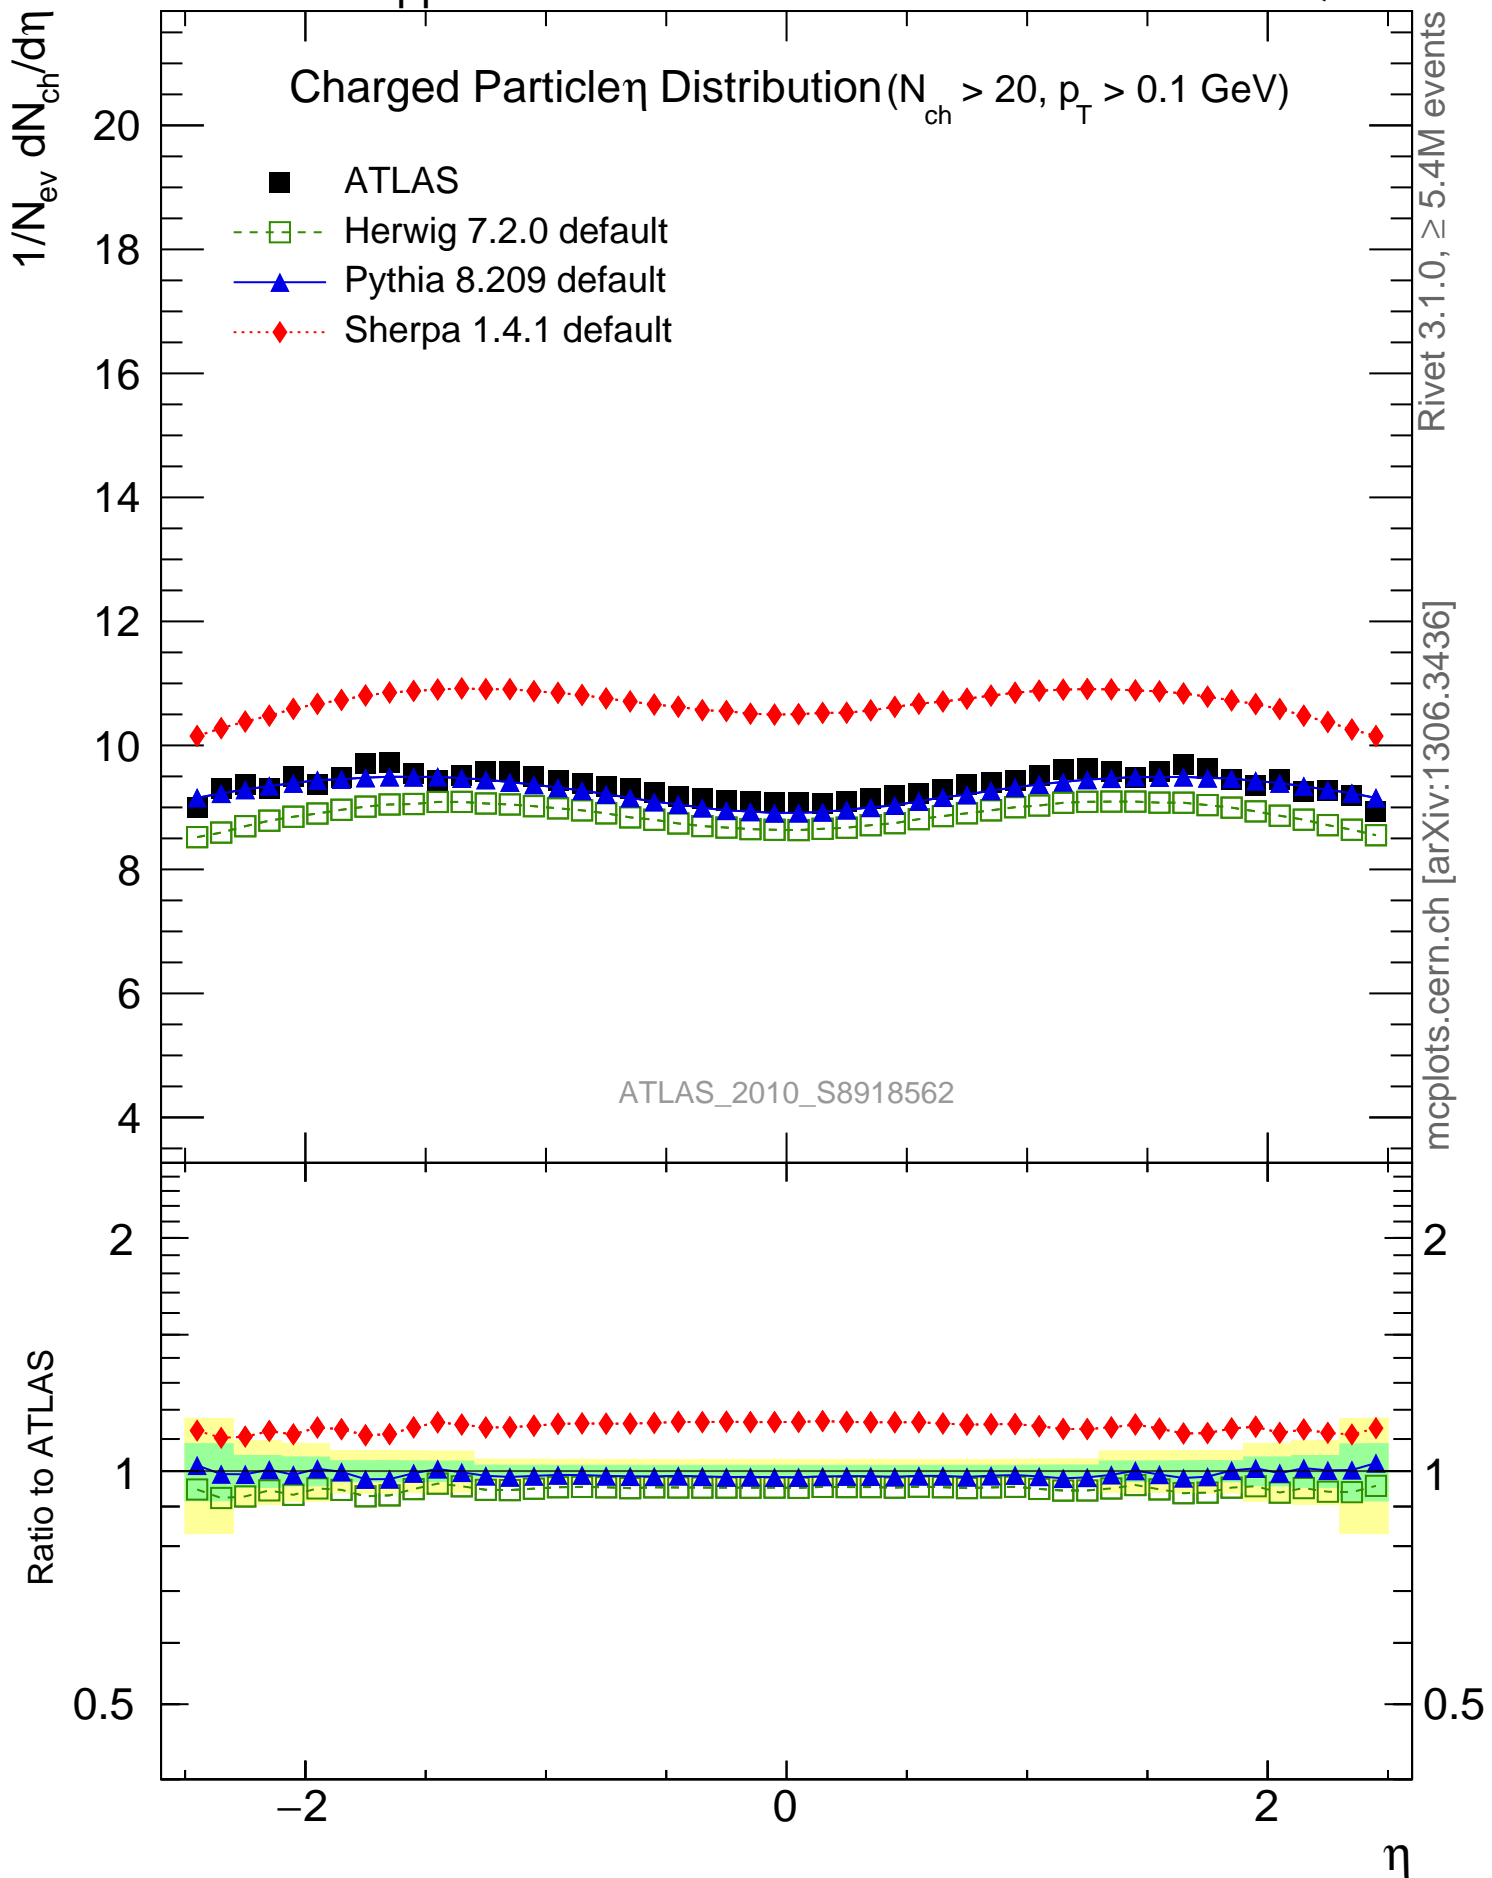 pp
1/N_ev dN_ch/dη
Charged Particleη Distribution (N_ch > 20, p_T > 0.1 GeV)
ATLAS
Herwig 7.2.0 default
Pythia 8.209 default
Sherpa 1.4.1 default
20
18
16
14
12
10
8
6
4
ATLAS_2010_S8918562
Rivet 3.1.0, ≥ 5.4M events
mcplots.cern.ch [arXiv:1306.3436]
Ratio to ATLAS
2
1
0.5
2
1
0.5
−2
0
2
η